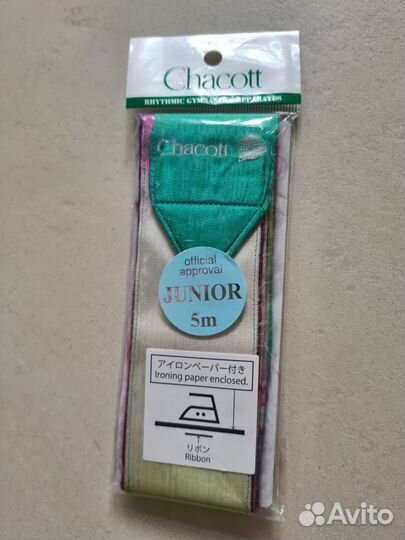 Chacott
RHYTHMIC GYMNASTICS APPARATUS
Chacott
official
approval
JUNIOR
5m
アイロンペーパー付き
Ironing paper enclosed.
リボン
Ribbon
Avito